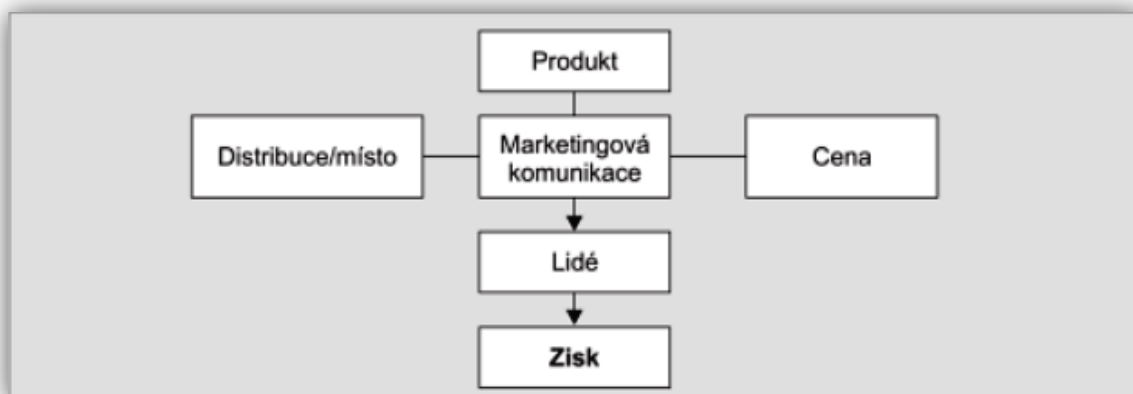 Produkt
Distribuce/místo
Marketingová
komunikace
Cena
Lidé
Zisk